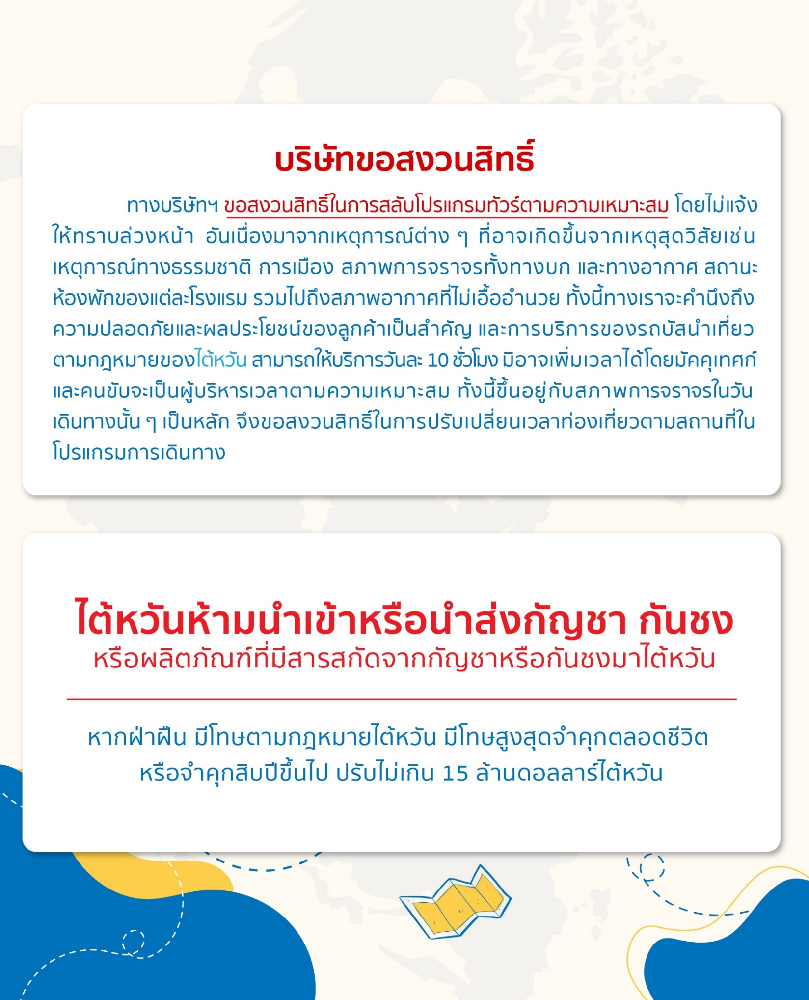 บริษัทขอสงวนสิทธิ์
ทางบริษัทฯ ขอสงวนสิทธิ์ในการสลับโปรแกรมทัวร์ตามความเหมาะสม โดยไม่แจ้ง
ให้ทราบล่วงหน้า อันเนื่องมาจากเหตุการณ์ต่าง ๆ ที่อาจเกิดขึ้นจากเหตุสุดวิสัยเช่น
เหตุการณ์ทางธรรมชาติ การเมือง สภาพการจราจรทั้งทางบก และทางอากาศ สถานะ
ห้องพักของแต่ละโรงแรม รวมไปถึงสภาพอากาศที่ไม่เอื้ออำนวย ทั้งนี้ทางเราจะคำนึงถึง
ความปลอดภัยและผลประโยชน์ของลูกค้าเป็นสำคัญ และการบริการของรถบัสนำเที่ยว
ตามกฎหมายของไต้หวัน สามารถให้บริการวันละ 10 ชั่วโมง มิอาจเพิ่มเวลาได้โดยมัคคุเทศก์
และคนขับจะเป็นผู้บริหารเวลาตามความเหมาะสม ทั้งนี้ขึ้นอยู่กับสภาพการจราจรในวัน
เดินทางนั้น ๆ เป็นหลัก จึงขอสงวนสิทธิ์ในการปรับเปลี่ยนเวลาท่องเที่ยวตามสถานที่ใน
โปรแกรมการเดินทาง
ไต้หวันห้ามนำเข้าหรือนำส่งกัญชา กันชง
หรือผลิตภัณฑ์ที่มีสารสกัดจากกัญชาหรือกันชงมาไต้หวัน
หากฝ่าฝืน มีโทษตามกฎหมายไต้หวัน มีโทษสูงสุดจำคุกตลอดชีวิต
หรือจำคุกสิบปีขึ้นไป ปรับไม่เกิน 15 ล้านดอลลาร์ไต้หวัน